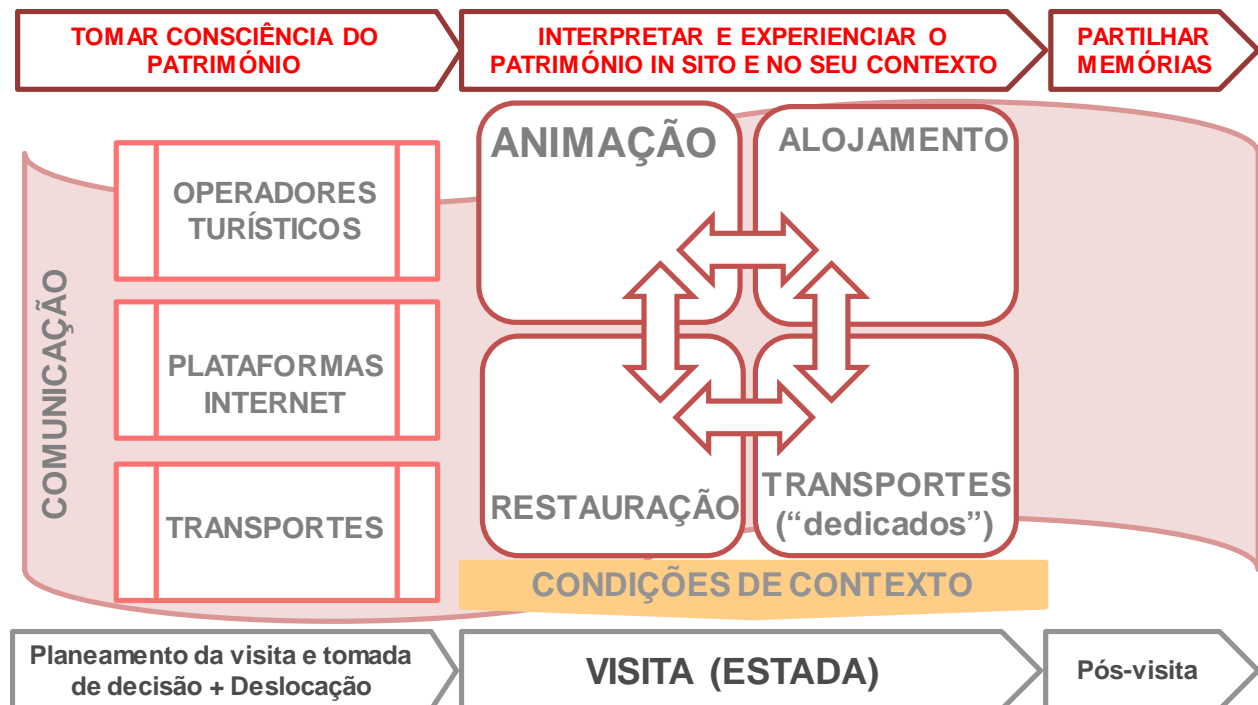 TOMAR CONSCIÊNCIA DO
PATRIMÓNIO
INTERPRETAR E EXPERIENCIAR O
PATRIMÓNIO IN SITO E NO SEU CONTEXTO
PARTILHAR
MEMÓRIAS
COMUNICAÇÃO
OPERADORES
TURÍSTICOS
PLATAFORMAS
INTERNET
TRANSPORTES
ANIMAÇÃO
ALOJAMENTO
RESTAURAÇÃO
TRANSPORTES
(“dedicados”)
CONDIÇÕES DE CONTEXTO
Planeamento da visita e tomada
de decisão + Deslocação
VISITA (ESTADA)
Pós-visita